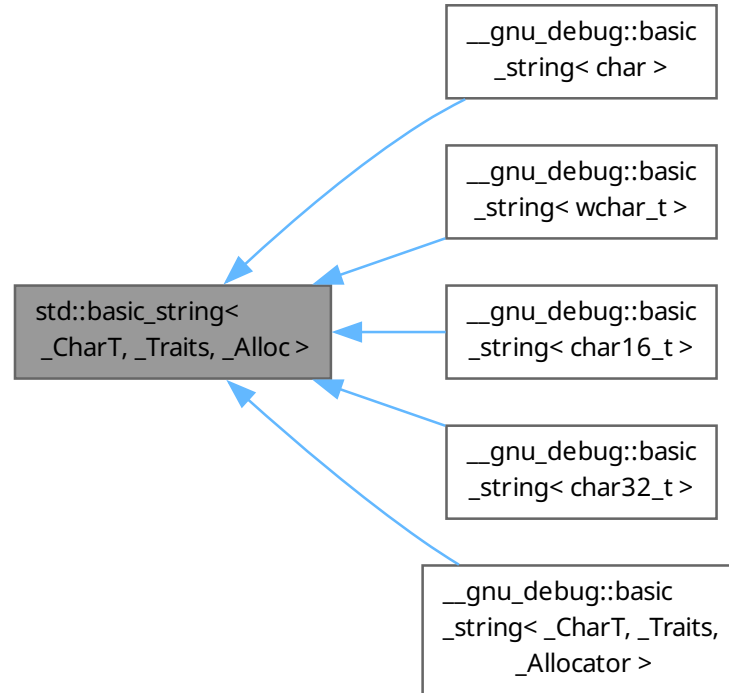 __gnu_debug::basic
_string< char >
__gnu_debug::basic
_string< wchar_t >
std::basic_string<
_CharT, _Traits, _Alloc >
__gnu_debug::basic
_string< char16_t >
__gnu_debug::basic
_string< char32_t >
__gnu_debug::basic
_string< _CharT, _Traits,
_Allocator >